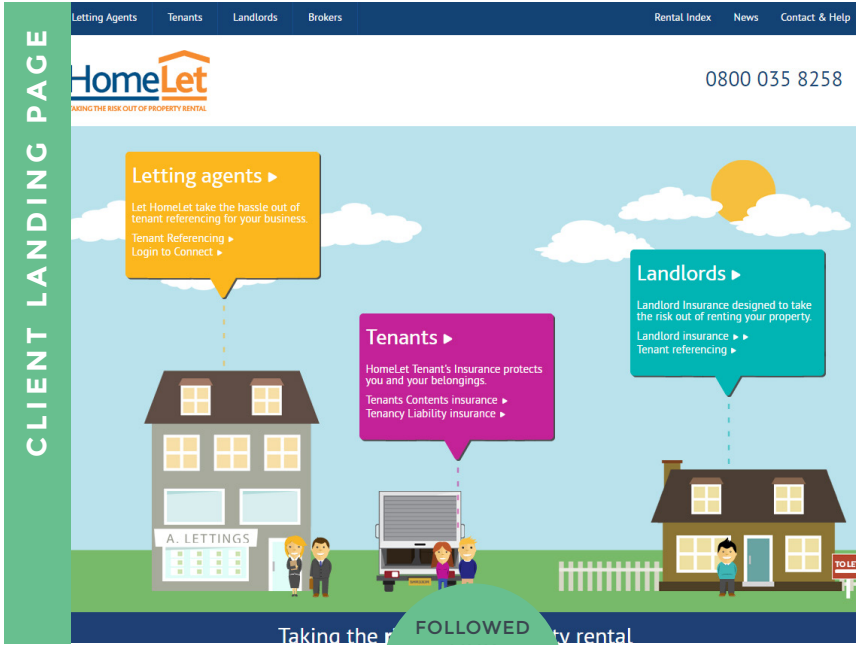 CLIENT LANDING PAGE
Letting Agents Tenants Landlords Brokers Rental Index News Contact & Help
HomeLet
TAKING THE RISK OUT OF PROPERTY RENTAL
0800 035 8258
Letting agents
Let HomeLet take the hassle out of
tenant referencing for your business.
Tenant Referencing
Login to Connect
Landlords
Landlord Insurance designed to take
the risk out of renting your property.
Landlord insurance
Tenant referencing
Tenants
HomeLet Tenant's Insurance protects
you and your belongings.
Tenants Contents insurance
Tenancy Liability insurance
A. LETTINGS
TO LET
Taking the rental
FOLLOWED